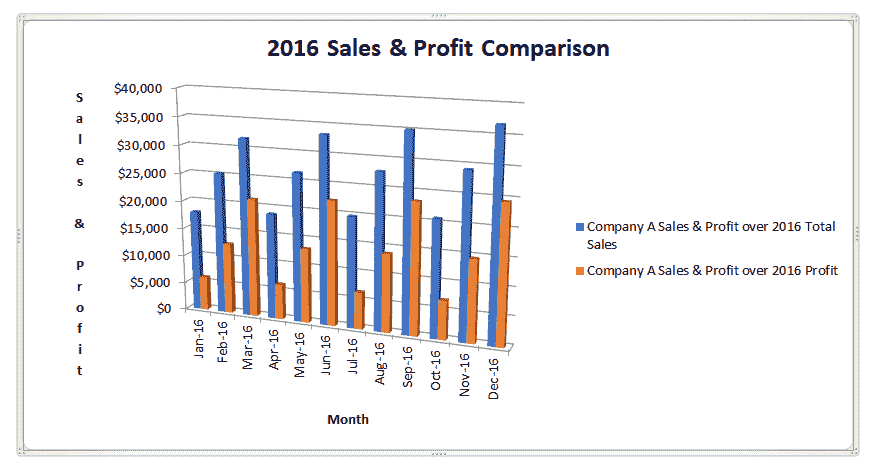 2016 Sales & Profit Comparison
Sales & Profit
$40,000
$35,000
$30,000
$25,000
$20,000
$15,000
$10,000
$5,000
$0
Jan-16
Feb-16
Mar-16
Apr-16
May-16
Jun-16
Jul-16
Aug-16
Sep-16
Oct-16
Nov-16
Dec-16
Month
Company A Sales & Profit over 2016 Total
Sales
Company A Sales & Profit over 2016 Profit